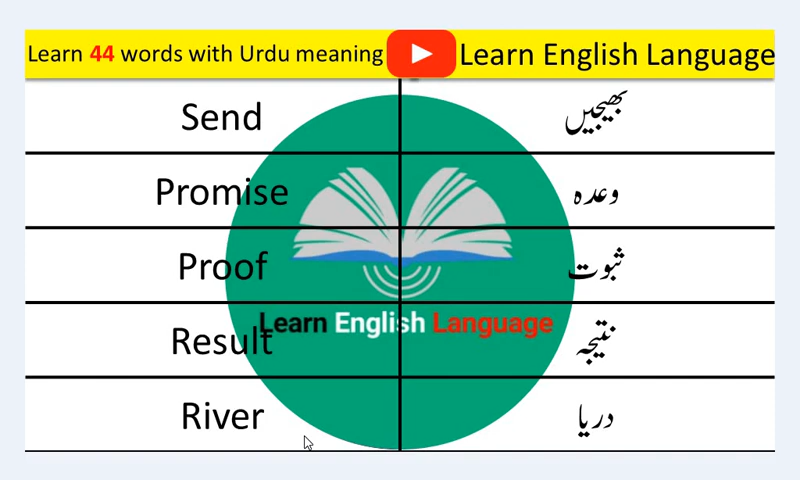 Learn 44 words with Urdu meaning Learn English Language
Send بھیجیں
Promise وعدہ
Proof ثبوت
Learn English Language
Result نتیجہ
River دریا